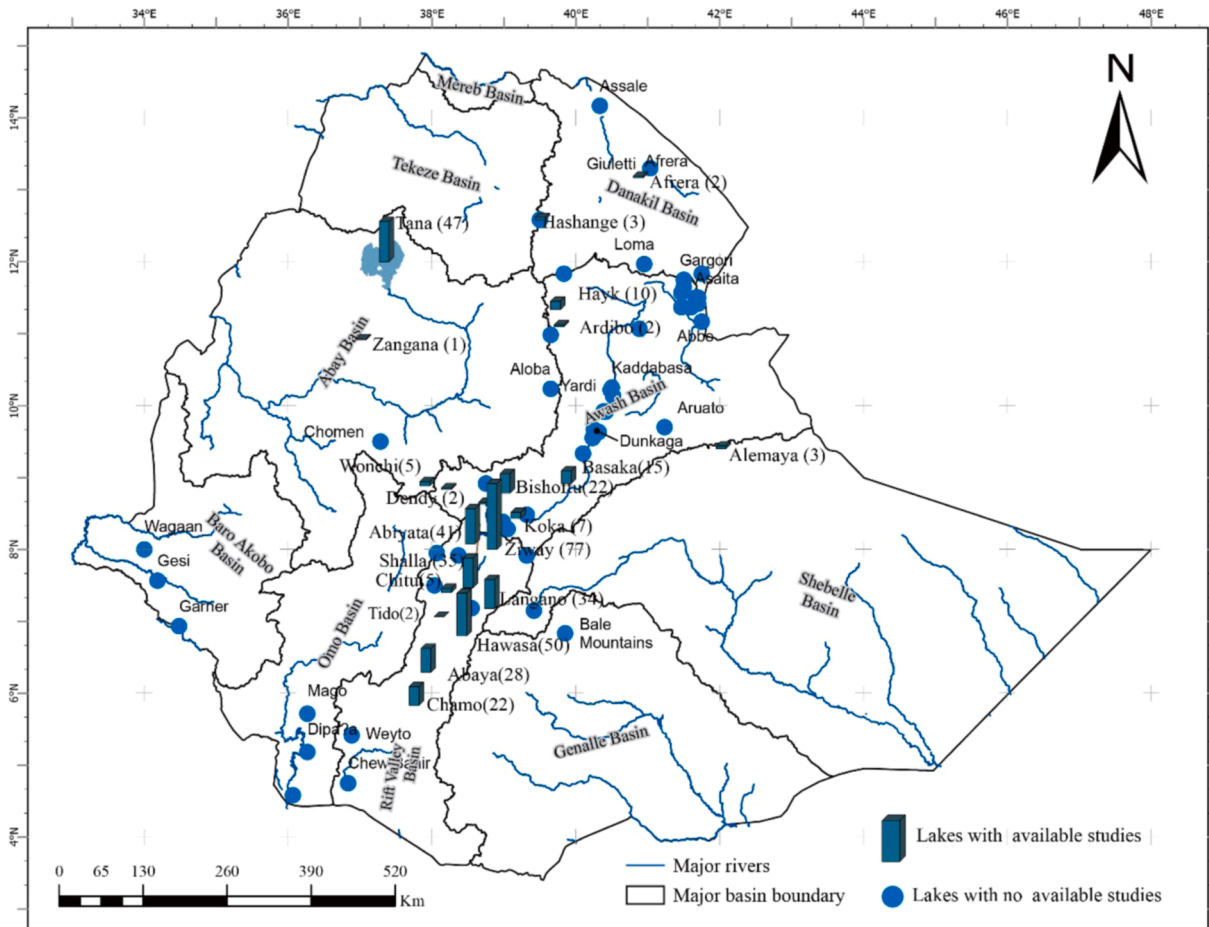 34°E 36°E 38°E 40°E 42°E 44°E 46°E 48°E
14°N
12°N
10°N
8°N
6°N
4°N
N
Mereb Basin
Assale
Tekeze Basin
Giuletti Afrera
Afrera (2)
Danakil Basin
Tana (47)
Hashange (3)
Loma
Gargori
Asaita
Hayk (10)
Ardibo (2)
Abbe
Zangana (1)
Abay Basin
Aloba
Yardi
Kaddabasa
Awash Basin
Aruato
Chomen
Dunkaga
Wonchi(5)
Basaka(15)
Alemaya (3)
Dendy (2)
Bishoftu(22)
Abiyata(41)
Koka (7)
Wagaan
Baro Akobo
Basin
Ziway (77)
Gesi
Shalla (35)
Chitu(5)
Shebelle
Basin
Langano (34)
Garner
Tido(2)
Bale
Mountains
Omo Basin
Hawasa(50)
Abaya(28)
Mago
Chamo(22)
Dipa?a
Weyto
Genalle Basin
Chew Bahir
Rift Valley
Basin
Lakes with available studies
Major rivers
Major basin boundary
Lakes with no available studies
0 65 130 260 390 520
Km